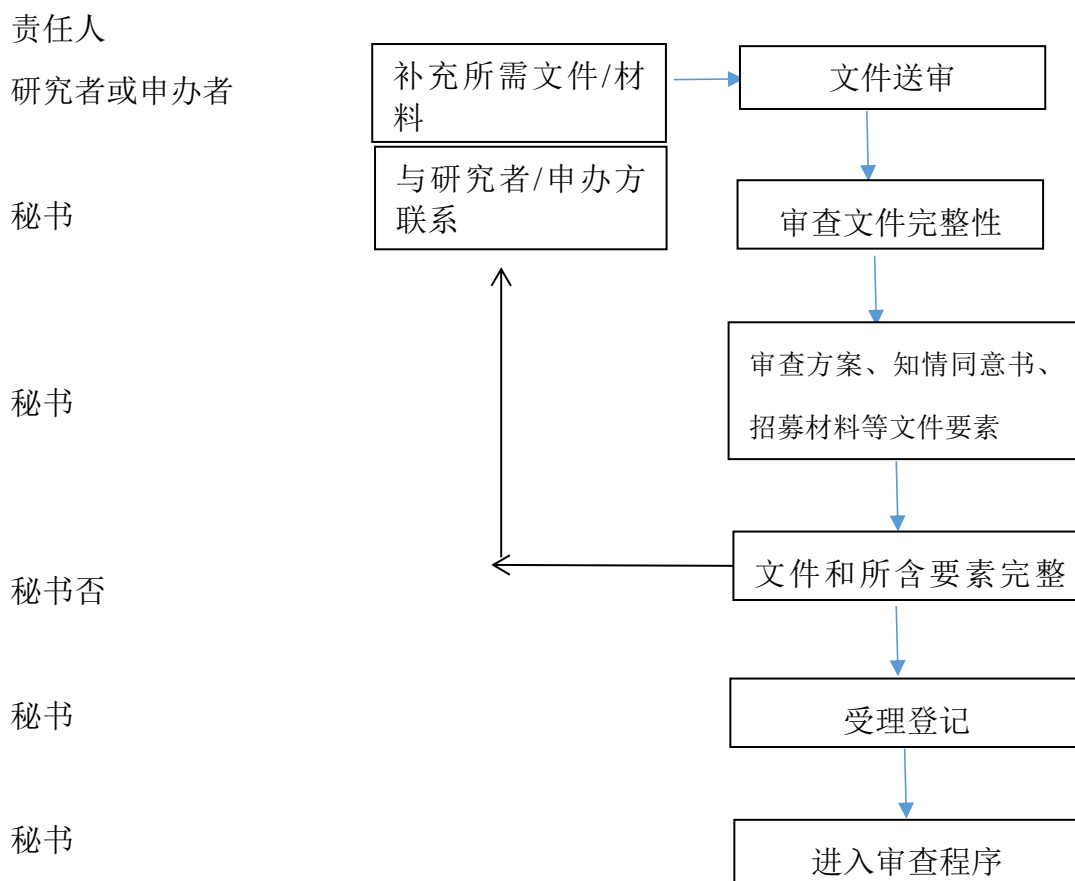 责任人
研究者或申办者
补充所需文件/材
料
文件送审
秘书
与研究者/申办方
联系
审查文件完整性
秘书
审查方案、知情同意书、
招募材料等文件要素
秘书否
文件和所含要素完整
秘书
受理登记
秘书
进入审查程序